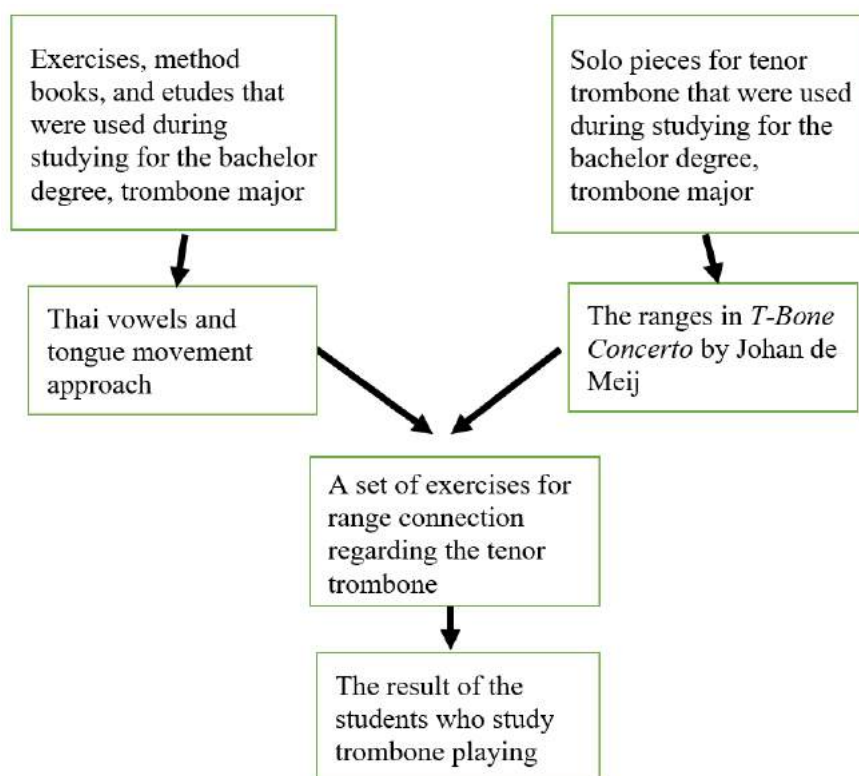 Exercises, method
books, and etudes that
were used during
studying for the bachelor
degree, trombone major
Solo pieces for tenor
trombone that were used
during studying for the
bachelor degree,
trombone major
Thai vowels and
tongue movement
approach
The ranges in T-Bone
Concerto by Johan de
Meij
A set of exercises for
range connection
regarding the tenor
trombone
The result of the
students who study
trombone playing